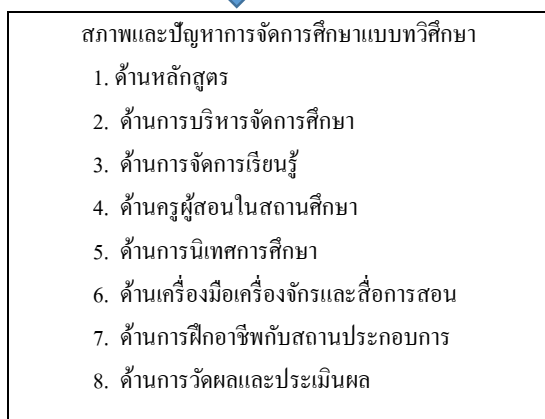 สภาพและปัญหาการจัดการศึกษาแบบทวิศึกษา
1. ด้านหลักสูตร
2. ด้านการบริหารจัดการศึกษา
3. ด้านการจัดการเรียนรู้
4. ด้านครูผู้สอนในสถานศึกษา
5. ด้านการนิเทศการศึกษา
6. ด้านเครื่องมือเครื่องจักรและสื่อการสอน
7. ด้านการฝึกอาชีพกับสถานประกอบการ
8. ด้านการวัดผลและประเมินผล